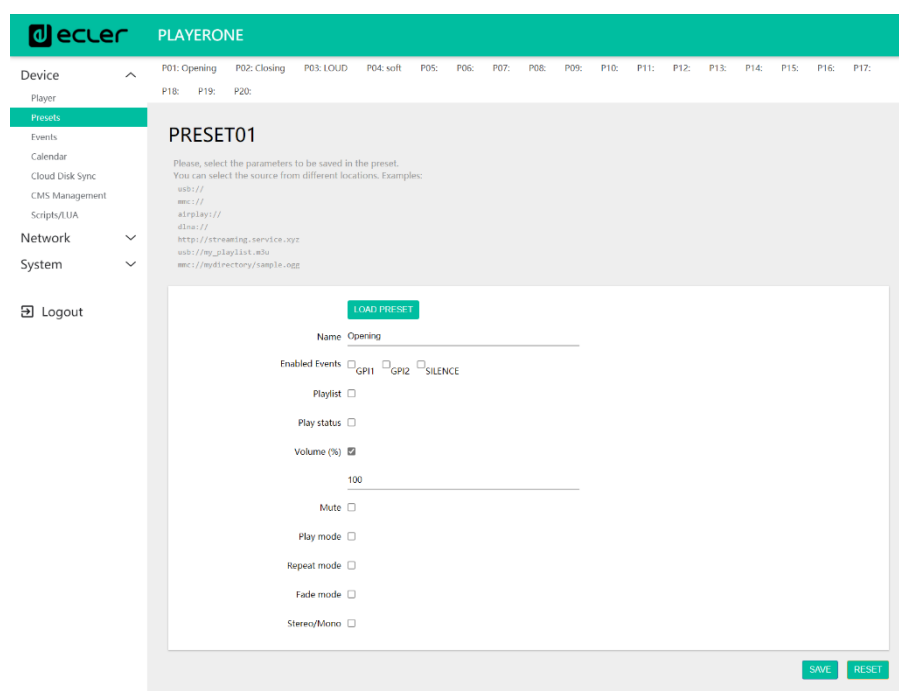 ecler
PLAYERONE
Device
Player
Presets
Events
Calendar
Cloud Disk Sync
CMS Management
Scripts/LUA
Network
System
Logout
P01: Opening P02: Closing P03: LOUD P04: soft P05: P06: P07: P08: P09: P10: P11: P12: P13: P14: P15: P16: P17:
P18: P19: P20:
PRESET01
Please, select the parameters to be saved in the preset.
You can select the source from different locations. Examples:
usb://
mmc://
airplay://
dlna://
http://streaming.service.xyz
usb://my_playlist.m3u
mmc://mydirectory/sample.ogg
LOAD PRESET
Name Opening
Enabled Events GPI1 GPI2 SILENCE
Playlist
Play status
Volume (%)
100
Mute
Play mode
Repeat mode
Fade mode
Stereo/Mono
SAVE RESET